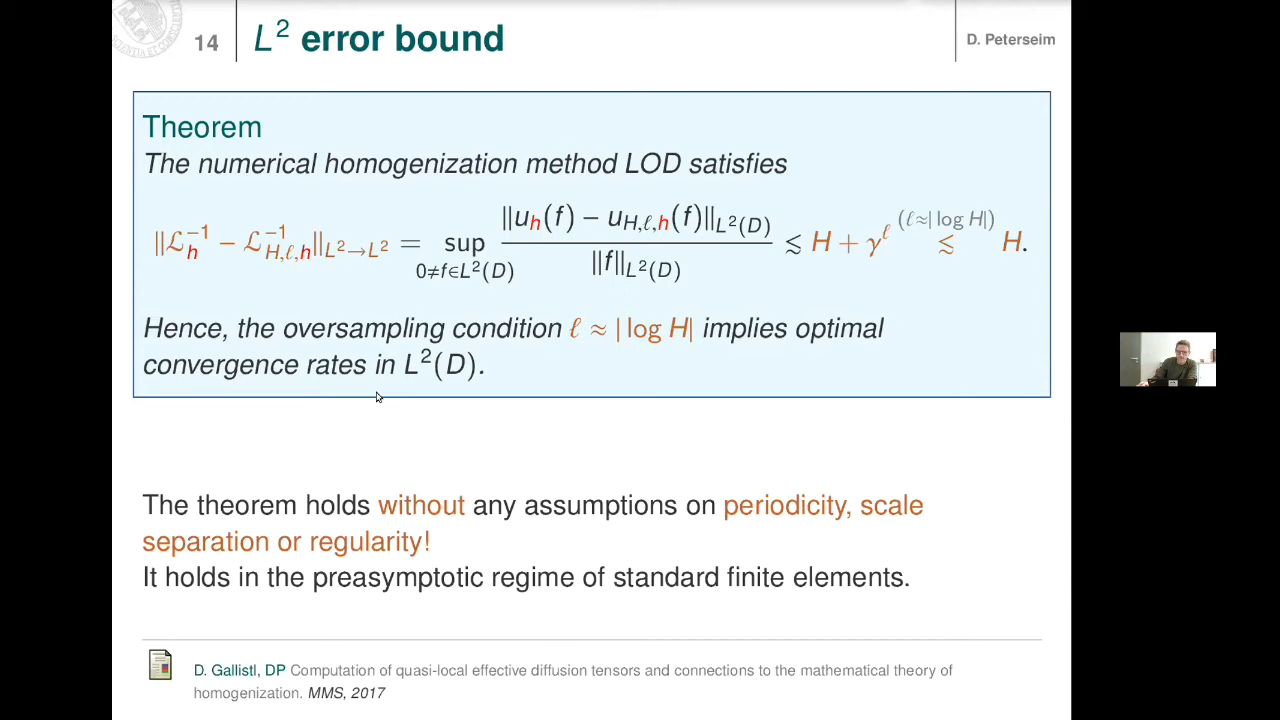 14
L² error bound
D. Peterseim
Theorem
The numerical homogenization method LOD satisfies
‖ℒ_h^{-1} − ℒ_{H,ℓ,h}^{-1}‖_{L²→L²} = sup_{0≠f∈L²(D)} ‖u_h(f) − u_{H,ℓ,h}(f)‖_{L²(D)} / ‖f‖_{L²(D)} ≲ H + γ^ℓ ≲^{(ℓ≈|log H|)} H.
Hence, the oversampling condition ℓ ≈ | log H| implies optimal
convergence rates in L²(D).
The theorem holds without any assumptions on periodicity, scale
separation or regularity!
It holds in the preasymptotic regime of standard finite elements.
D. Gallistl, DP Computation of quasi-local effective diffusion tensors and connections to the mathematical theory of
homogenization. MMS, 2017